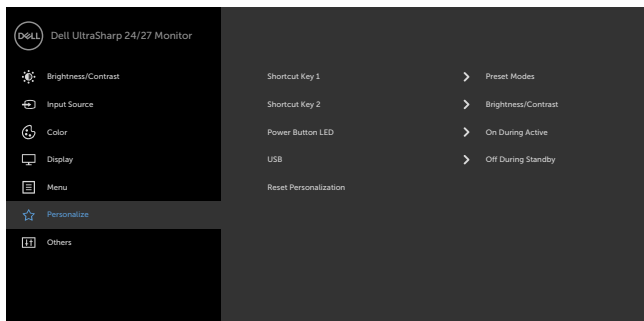 DELL Dell UltraSharp 24/27 Monitor
Brightness/Contrast
Input Source
Color
Display
Menu
Personalize
Others
Shortcut Key 1 Preset Modes
Shortcut Key 2 Brightness/Contrast
Power Button LED On During Active
USB Off During Standby
Reset Personalization